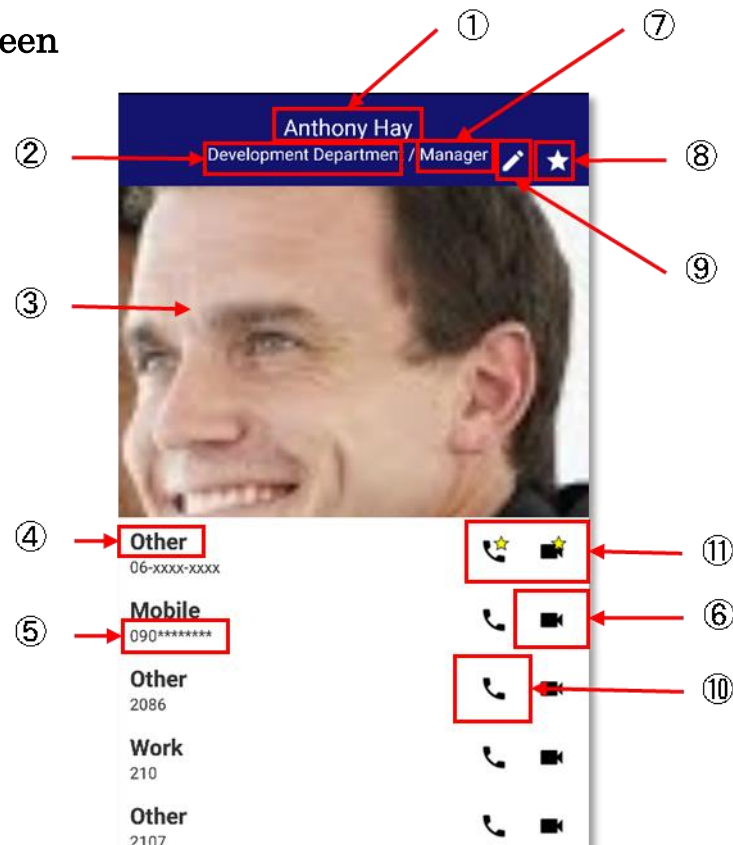 een
① ⑦
Anthony Hay
② Development Department / Manager ⑧
⑨
③
④ Other ⑪
06-xxxx-xxxx
Mobile ⑥
⑤ 090********
Other ⑩
2086
Work
210
Other
2107